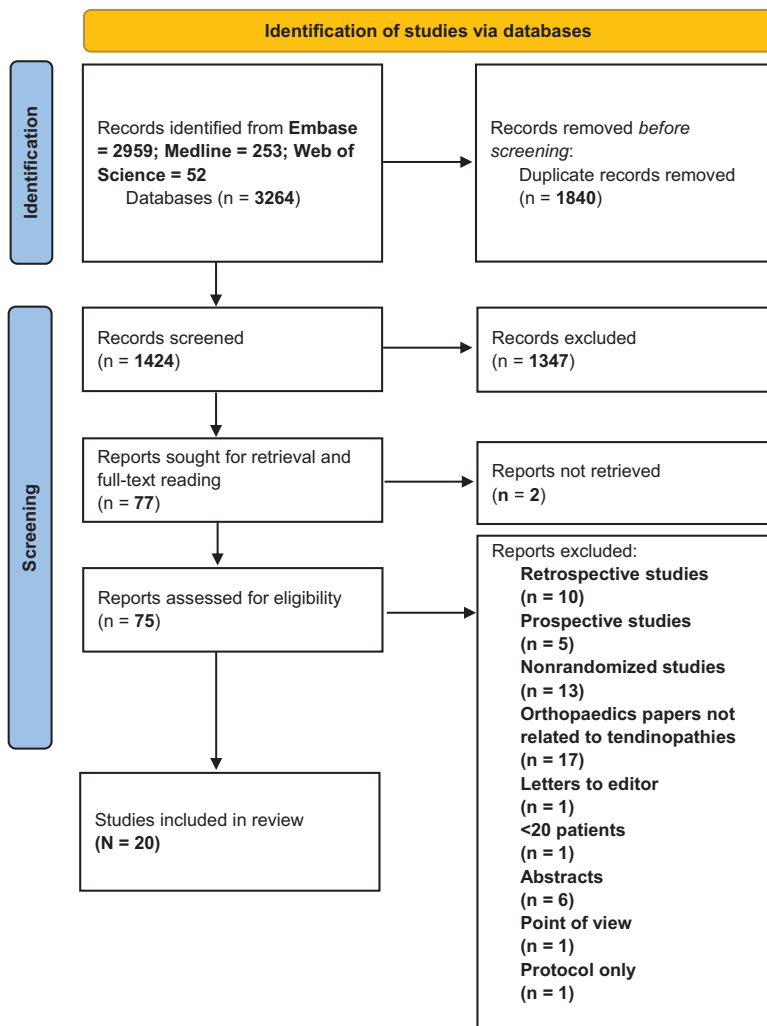 Identification of studies via databases
Identification
Records identified from Embase
= 2959; Medline = 253; Web of
Science = 52
Databases (n = 3264)
Records removed before
screening:
Duplicate records removed
(n = 1840)
Screening
Records screened
(n = 1424)
Records excluded
(n = 1347)
Reports sought for retrieval and
full-text reading
(n = 77)
Reports not retrieved
(n = 2)
Reports assessed for eligibility
(n = 75)
Reports excluded:
Retrospective studies
(n = 10)
Prospective studies
(n = 5)
Nonrandomized studies
(n = 13)
Orthopaedics papers not
related to tendinopathies
(n = 17)
Letters to editor
(n = 1)
<20 patients
(n = 1)
Abstracts
(n = 6)
Point of view
(n = 1)
Protocol only
(n = 1)
Studies included in review
(N = 20)